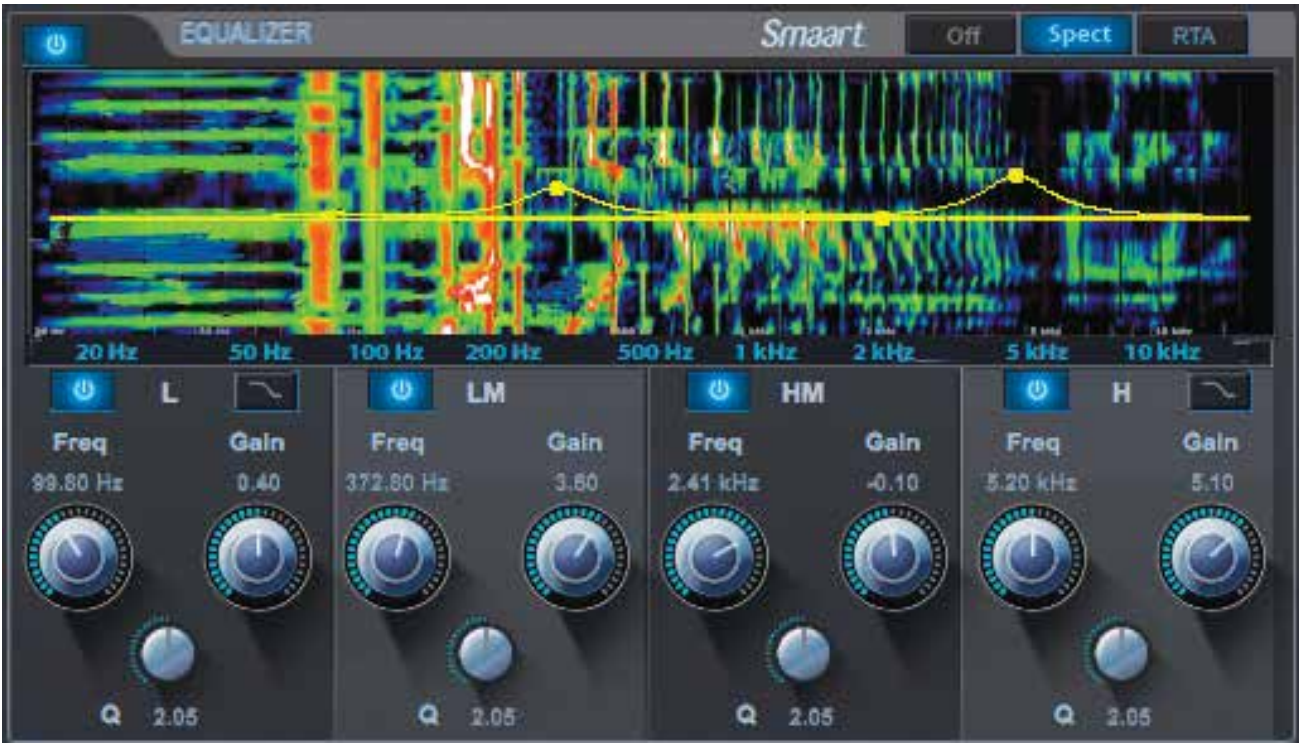 EQUALIZER Smaart Off Spect RTA
20 Hz 50 Hz 100 Hz 200 Hz 500 Hz 1 kHz 2 kHz 5 kHz 10 kHz
L LM HM H
Freq Gain Freq Gain Freq Gain Freq Gain
99.80 Hz 0.40 372.80 Hz 3.60 2.41 kHz -0.10 5.20 kHz 5.10
Q 2.05 Q 2.05 Q 2.05 Q 2.05